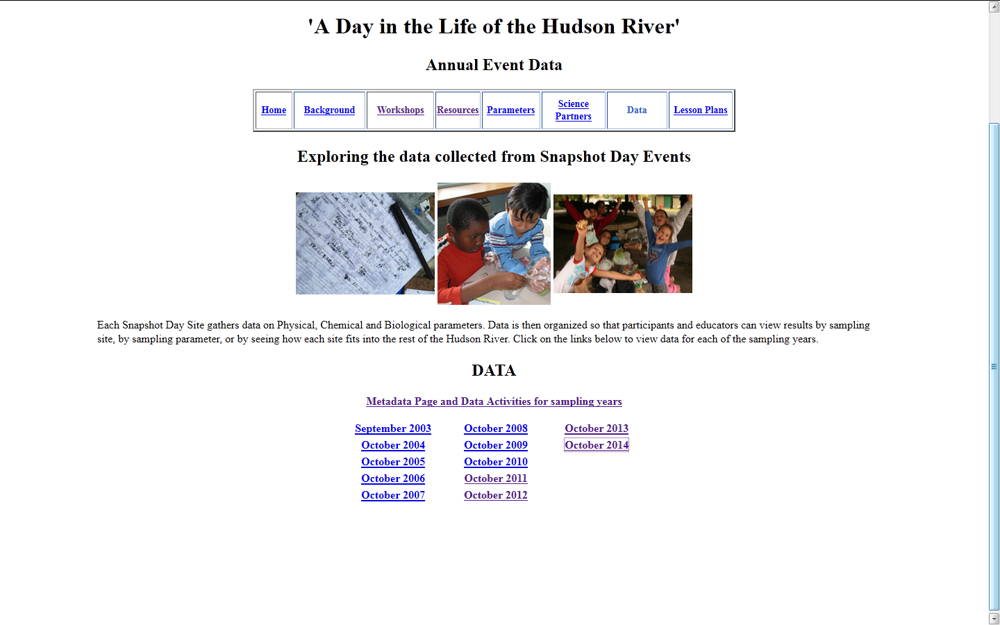 'A Day in the Life of the Hudson River'
Annual Event Data
Home Background Workshops Resources Parameters Science Partners Data Lesson Plans
Exploring the data collected from Snapshot Day Events
Each Snapshot Day Site gathers data on Physical, Chemical and Biological parameters. Data is then organized so that participants and educators can view results by sampling
site, by sampling parameter, or by seeing how each site fits into the rest of the Hudson River. Click on the links below to view data for each of the sampling years.
DATA
Metadata Page and Data Activities for sampling years
September 2003 October 2008 October 2013
October 2004 October 2009 October 2014
October 2005 October 2010
October 2006 October 2011
October 2007 October 2012